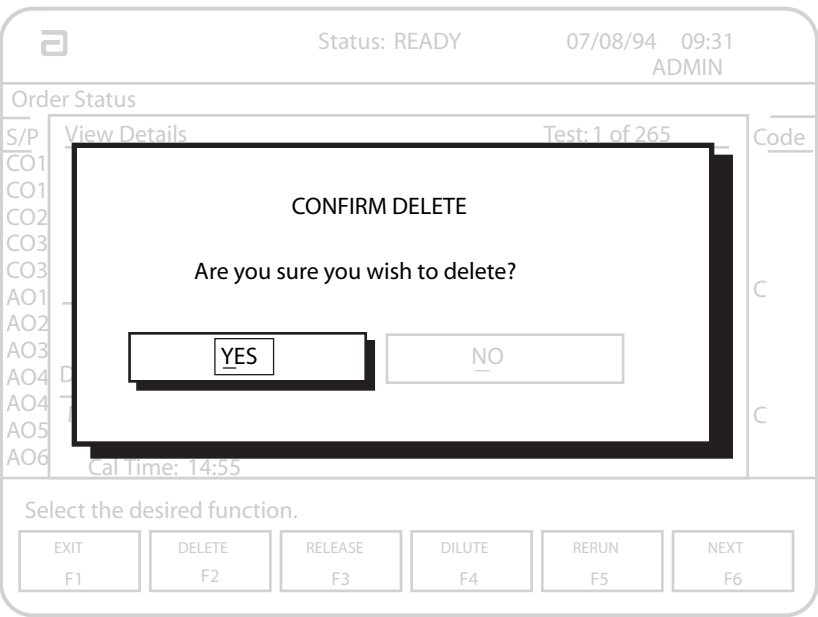 Status: READY 07/08/94 09:31
ADMIN
Order Status
S/P View Details Test: 1 of 265 Code
CO1
CO1
CO2
CO3
CO3
AO1 C
AO2
AO3
AO4
AO4
AO5 C
AO6
CONFIRM DELETE
Are you sure you wish to delete?
YES NO
Cal Time: 14:55
Select the desired function.
EXIT DELETE RELEASE DILUTE RERUN NEXT
F1 F2 F3 F4 F5 F6